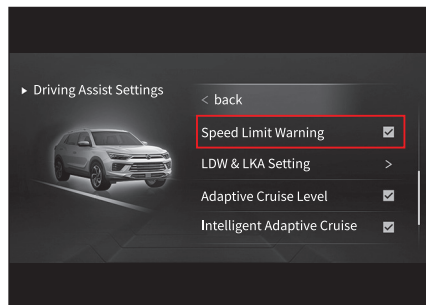 ▸ Driving Assist Settings
< back
Speed Limit Warning
LDW & LKA Setting >
Adaptive Cruise Level
Intelligent Adaptive Cruise